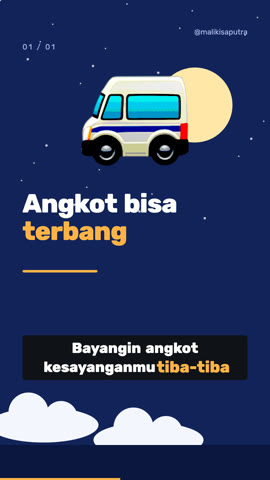 @malikisaputra
01 / 01
Angkot bisa
terbang
Bayangin angkot
kesayanganmu tiba-tiba